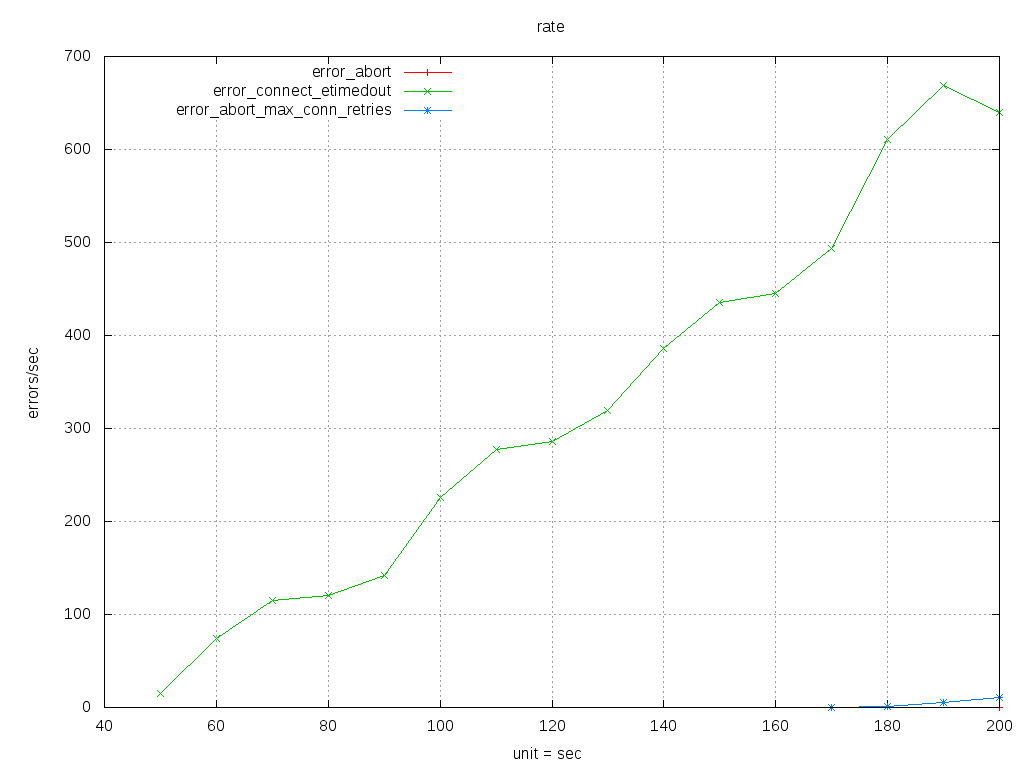 rate
error_abort
error_connect_etimedout
error_abort_max_conn_retries
700
600
500
400
300
200
100
0
errors/sec
40 60 80 100 120 140 160 180 200
unit = sec